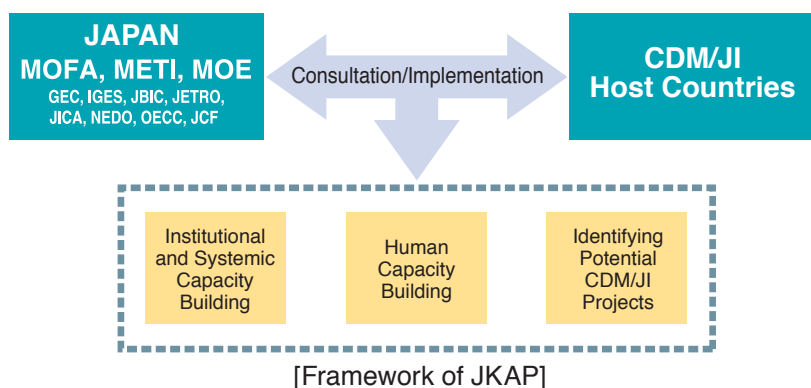 JAPAN
MOFA, METI, MOE
GEC, IGES, JBIC, JETRO,
JICA, NEDO, OECC, JCF
Consultation/Implementation
CDM/JI
Host Countries
Institutional
and Systemic
Capacity
Building
Human
Capacity
Building
Identifying
Potential
CDM/JI
Projects
[Framework of JKAP]